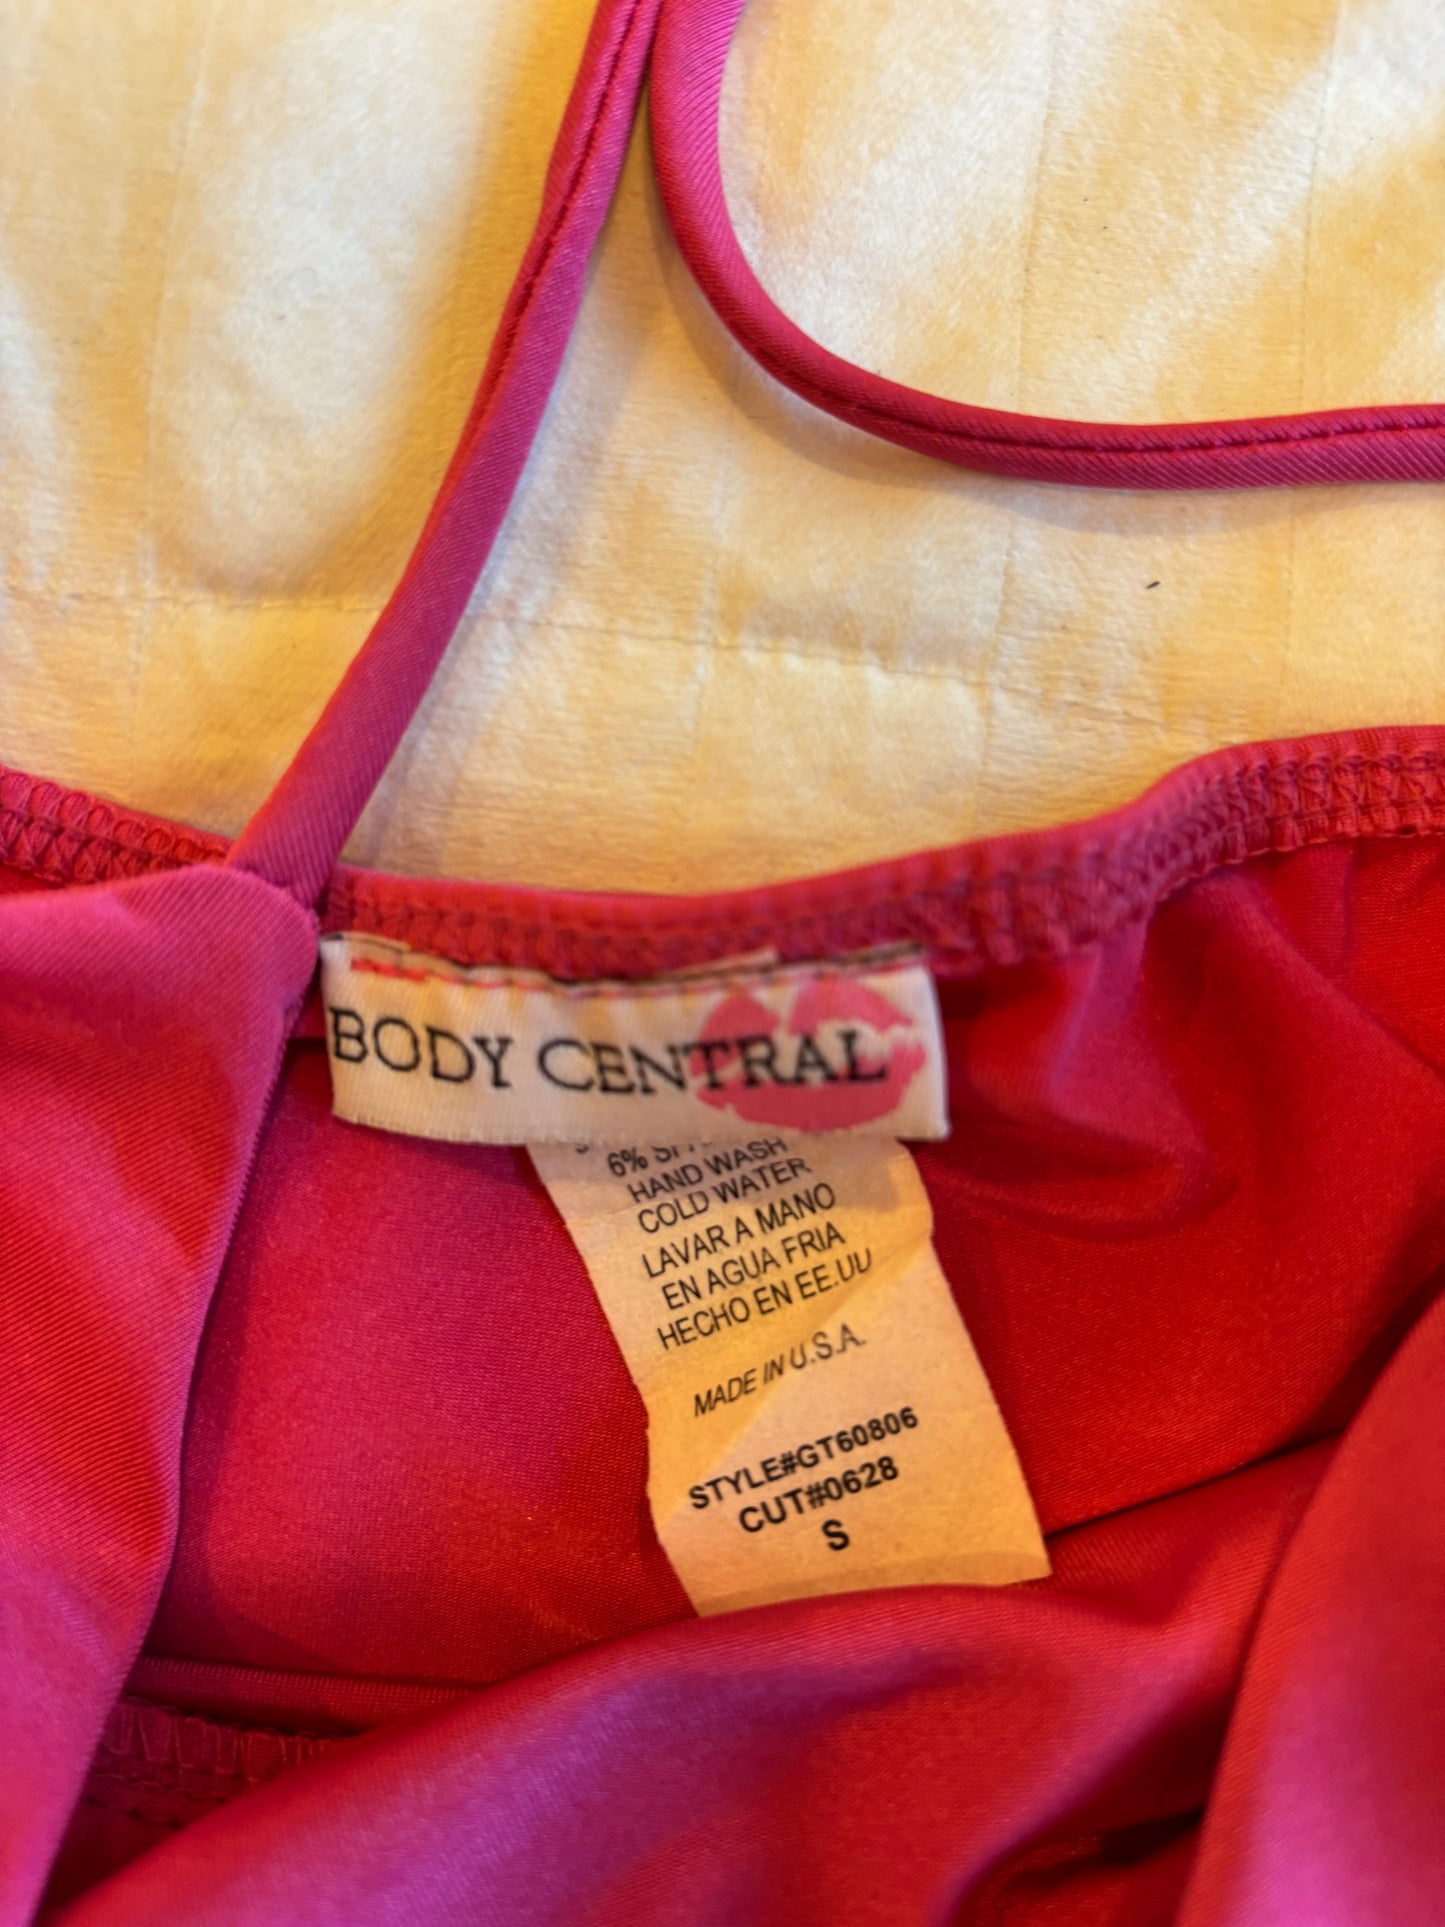 BODY CENTRAL
6%
HAND WASH
COLD WATER
LAVAR A MANO
EN AGUA FRIA
HECHO EN EE.UU
MADE IN U.S.A.
STYLE#GT60806
CUT#0628
S